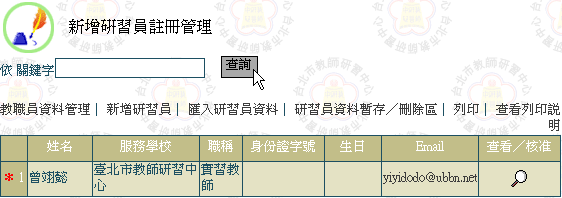 新增研習員註冊管理
依 關鍵字 查詢
教職員資料管理｜ 新增研習員｜ 匯入研習員資料｜ 研習員資料暫存／刪除區｜ 列印｜ 查看列印說
明
姓名 服務學校 職稱 身份證字號 生日 Email 查看／核准
* 1 曾翊懿 臺北市教師研習中心 實習教師 yiyidodo@ubbn.net